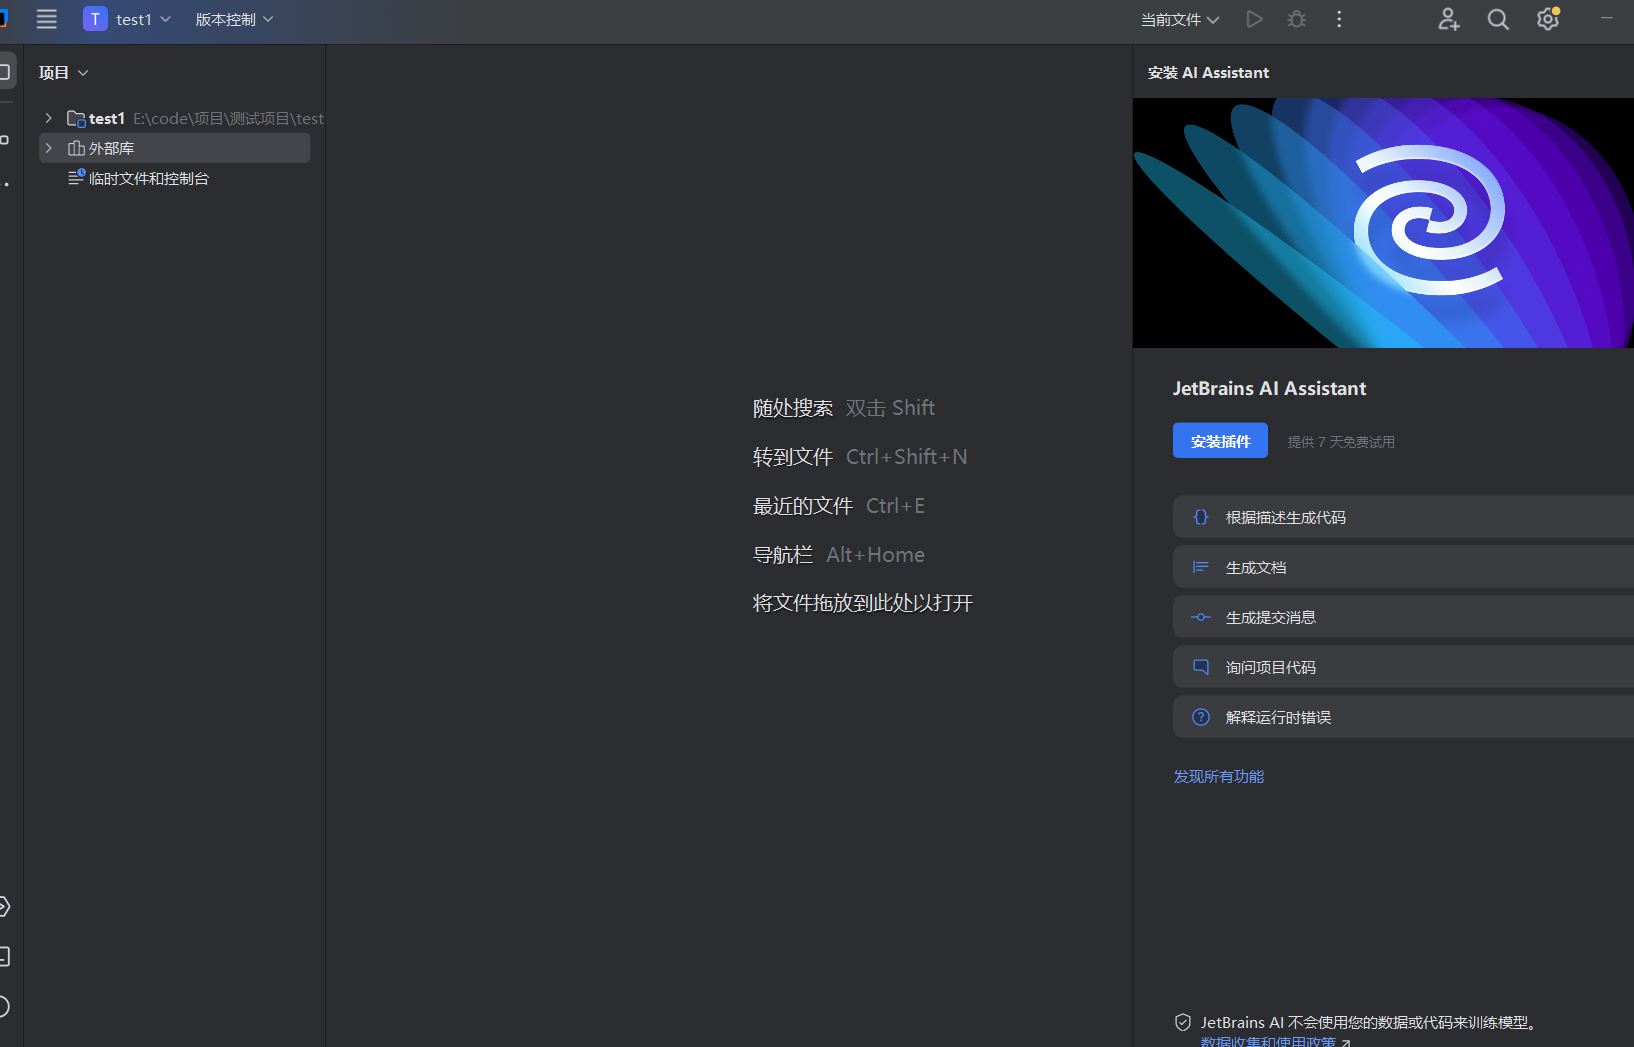 T test1 版本控制 当前文件
项目
安装 AI Assistant
test1 E:\code\项目\测试项目\test
外部库
临时文件和控制台
随处搜索 双击 Shift
转到文件 Ctrl+Shift+N
最近的文件 Ctrl+E
导航栏 Alt+Home
将文件拖放到此处以打开
JetBrains AI Assistant
安装插件 提供 7 天免费试用
根据描述生成代码
生成文档
生成提交消息
询问项目代码
解释运行时错误
发现所有功能
JetBrains AI 不会使用您的数据或代码来训练模型。
数据收集和使用政策